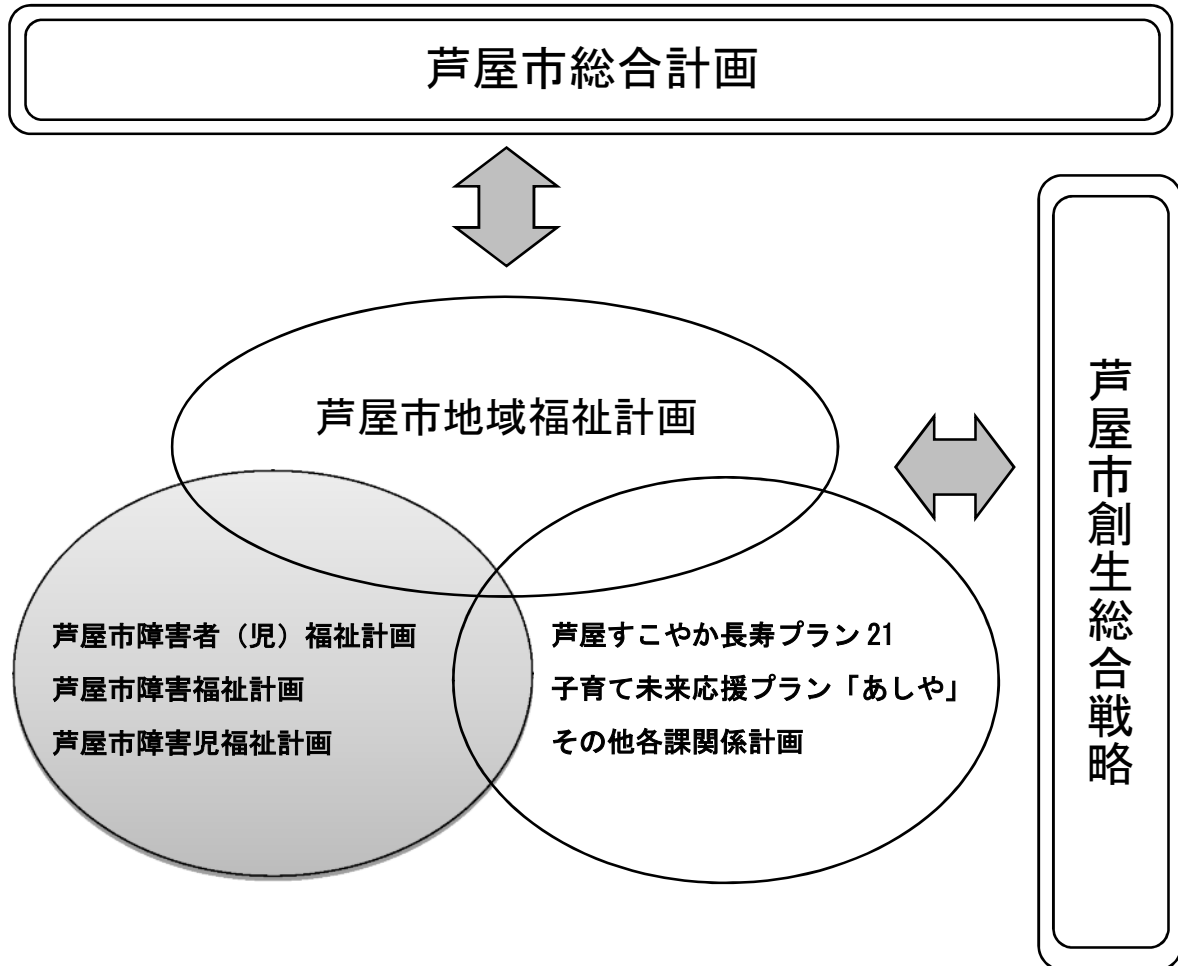 芦屋市総合計画
芦屋市地域福祉計画
芦屋市障害者（児）福祉計画
芦屋市障害福祉計画
芦屋市障害児福祉計画
芦屋すこやか長寿プラン21
子育て未来応援プラン「あしや」
その他各課関係計画
芦屋市創生総合戦略